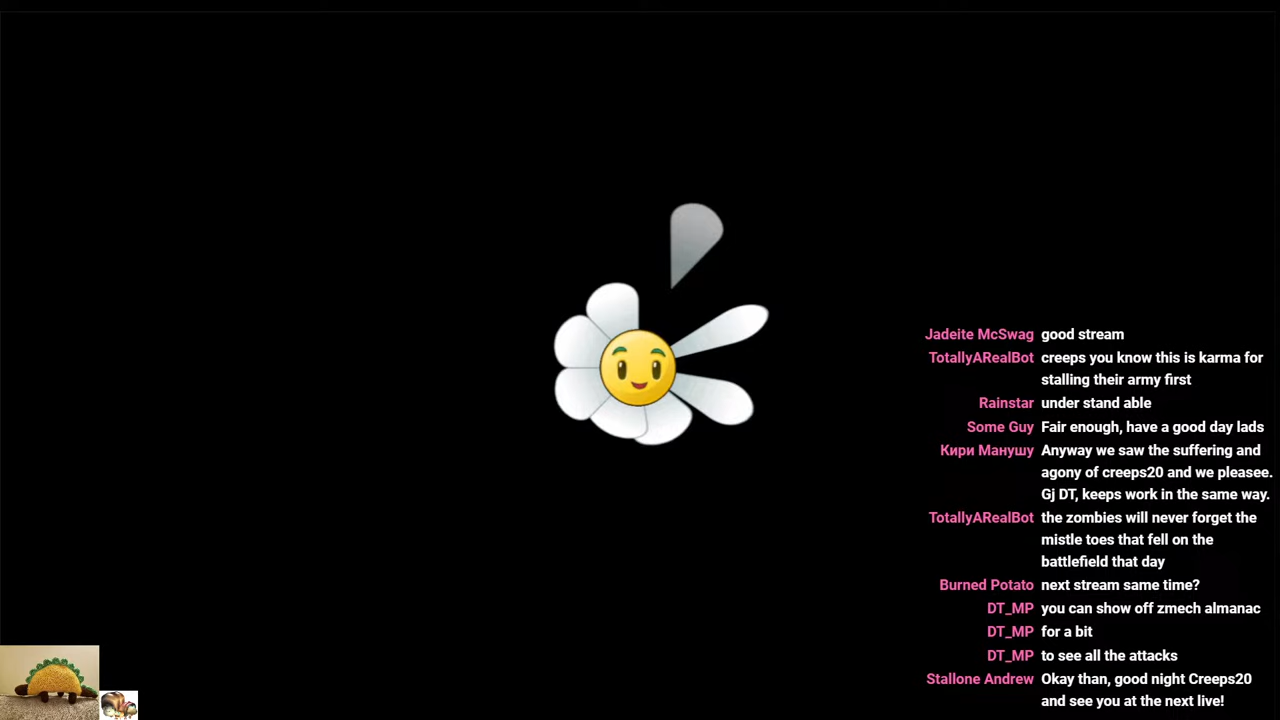 Jadeite McSwag good stream
TotallyARealBot creeps you know this is karma for
stalling their army first
Rainstar under stand able
Some Guy Fair enough, have a good day lads
Кири Манушу Anyway we saw the suffering and
agony of creeps20 and we pleasee.
Gj DT, keeps work in the same way.
TotallyARealBot the zombies will never forget the
mistle toes that fell on the
battlefield that day
Burned Potato next stream same time?
DT_MP you can show off zmech almanac
DT_MP for a bit
DT_MP to see all the attacks
Stallone Andrew Okay than, good night Creeps20
and see you at the next live!